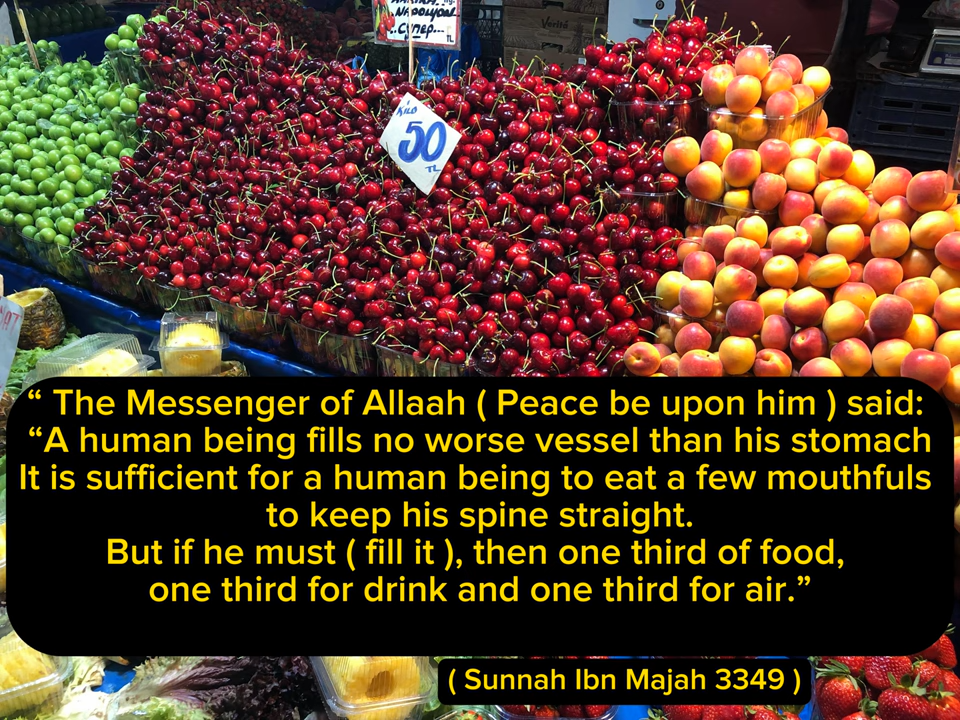 NAPOLYON
KİLO
50
TL
“ The Messenger of Allaah ( Peace be upon him ) said:
“A human being fills no worse vessel than his stomach
It is sufficient for a human being to eat a few mouthfuls
to keep his spine straight.
But if he must ( fill it ), then one third of food,
one third for drink and one third for air.”
( Sunnah Ibn Majah 3349 )